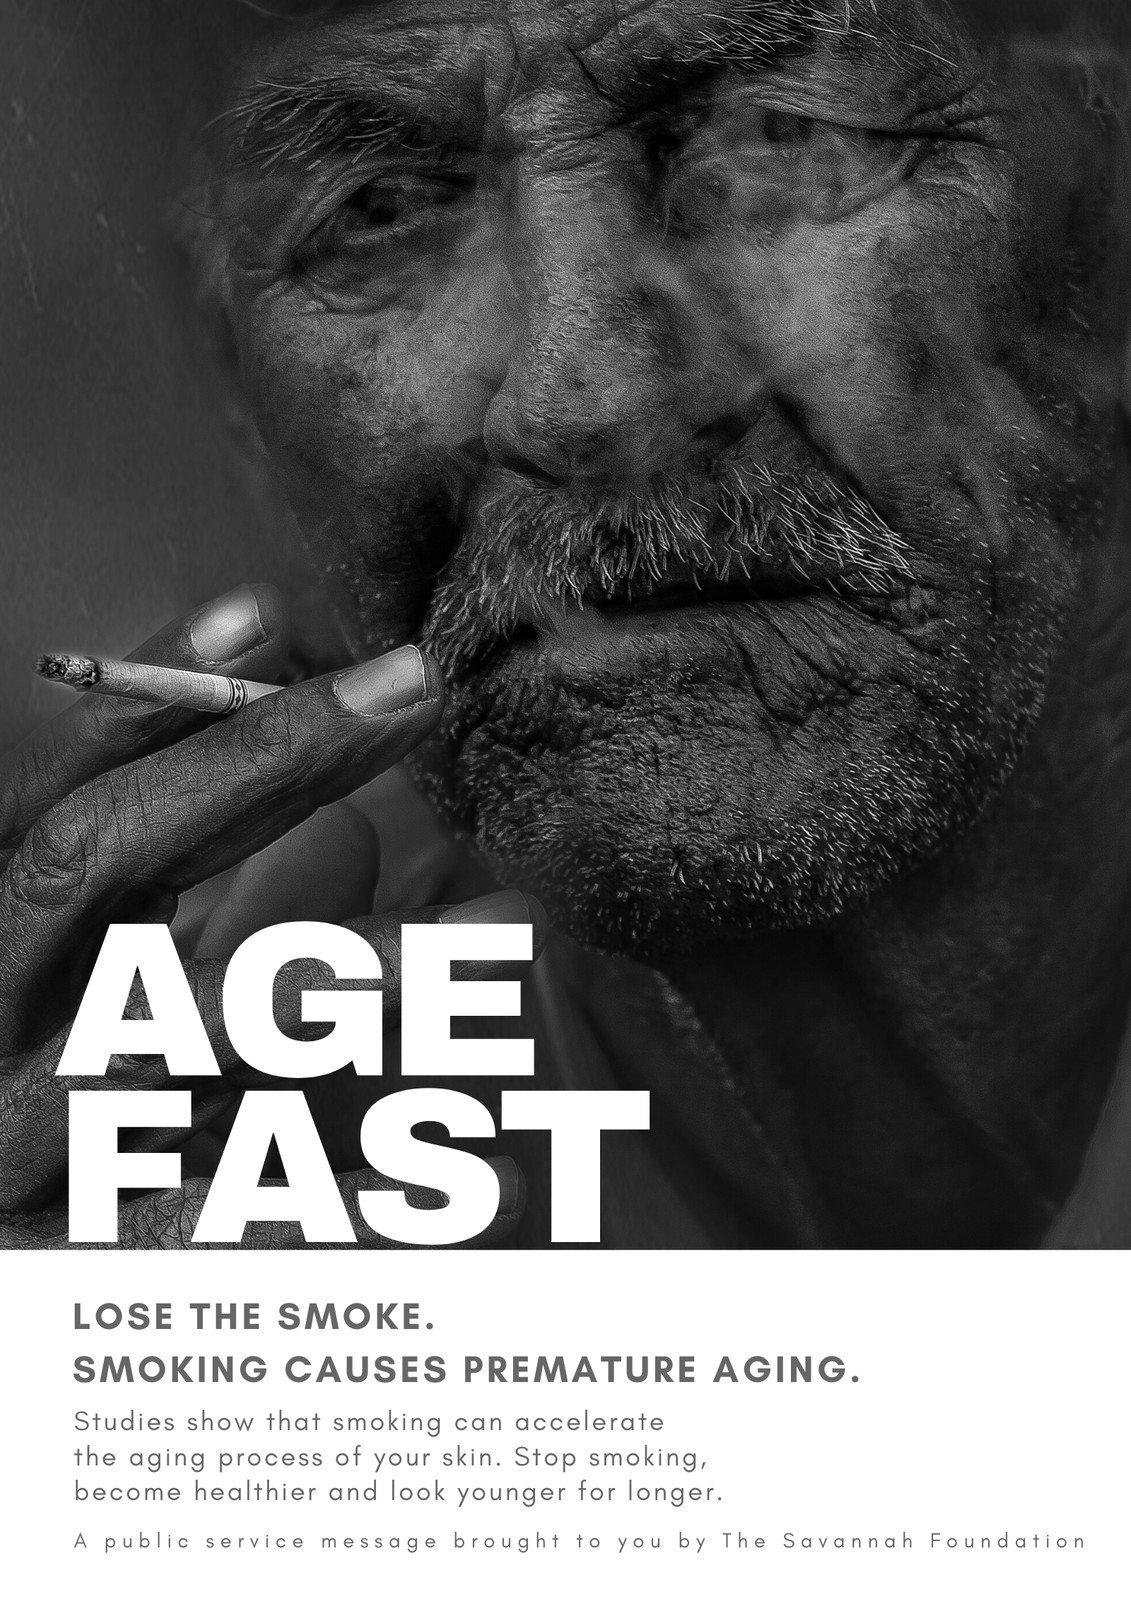 AGE
FAST
LOSE THE SMOKE.
SMOKING CAUSES PREMATURE AGING.
Studies show that smoking can accelerate
the aging process of your skin. Stop smoking,
become healthier and look younger for longer.
A public service message brought to you by The Savannah Foundation